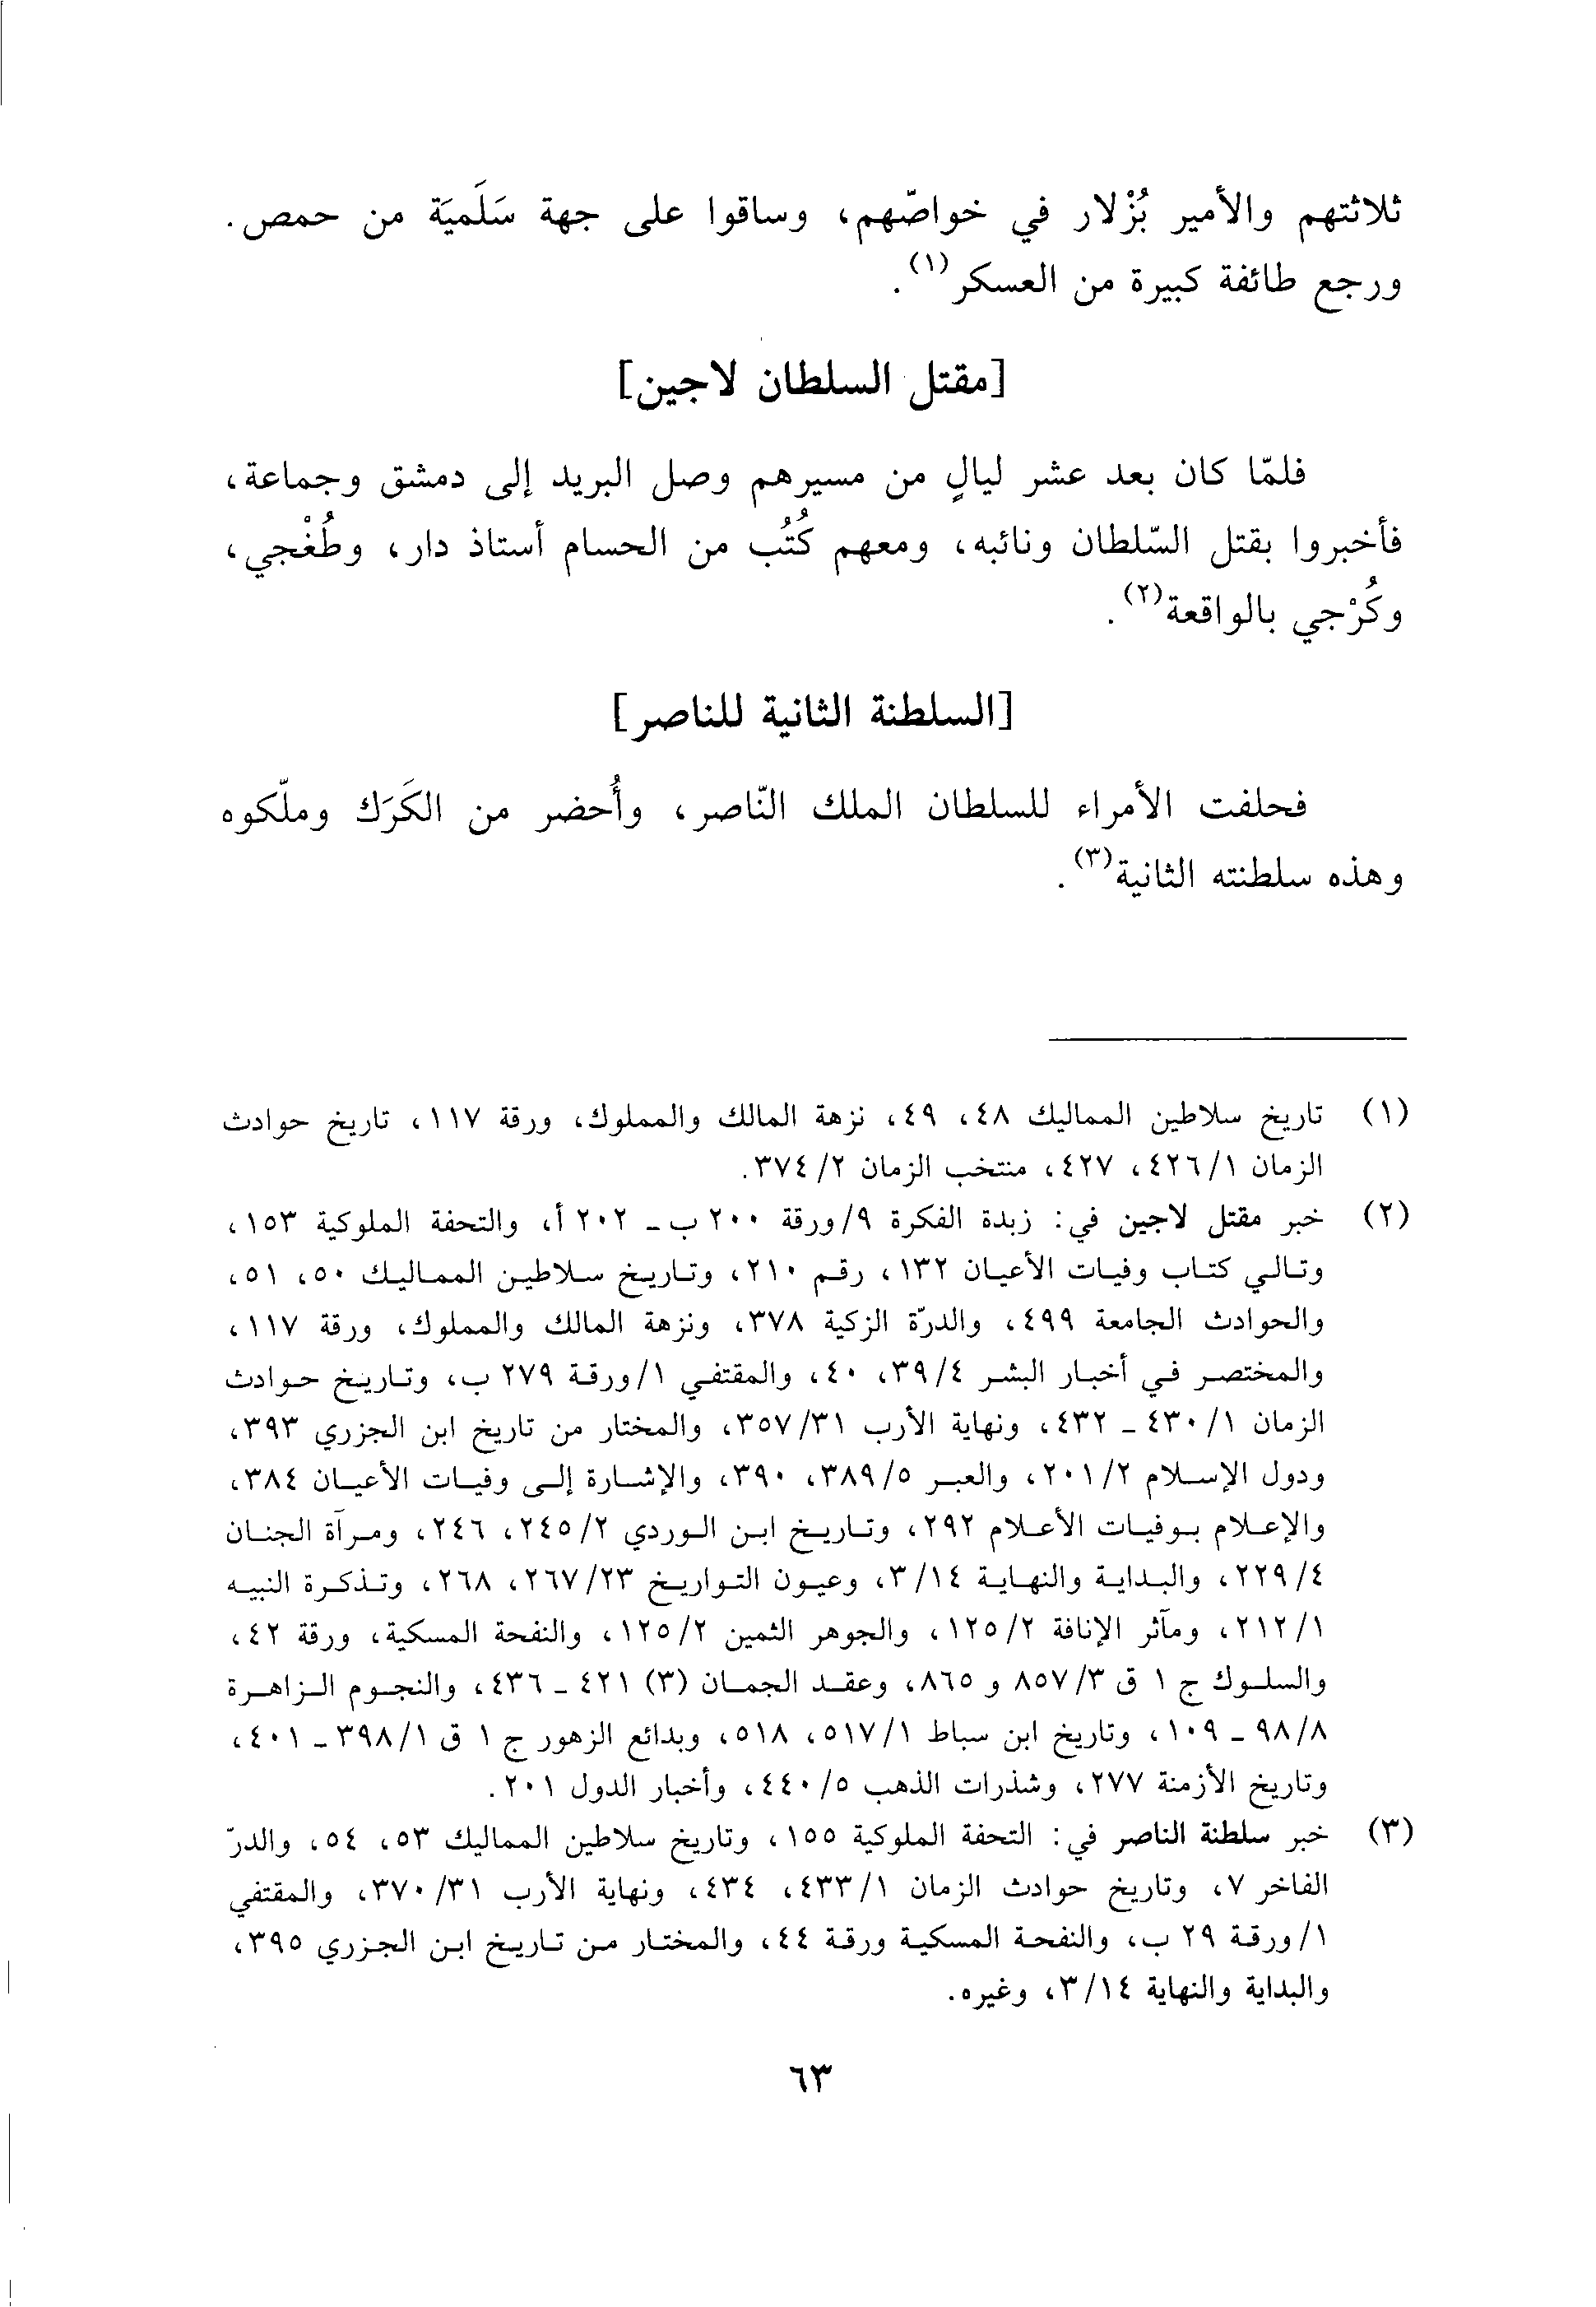 ثلاثتهم والأمير بُزْلار في خواصّهم، وساقوا على جهة سَلَميَة من حمص.
ورجع طائفة كبيرة من العسكر(١).
[مقتل السلطان لاجين]
فلمّا كان بعد عشر ليالٍ من مسيرهم وصل البريد إلى دمشق وجماعة،
فأخبروا بقتل السّلطان ونائبه، ومعهم كُتُب من الحسام أستاذ دار، وطُغْجي،
وكُرْجي بالواقعة(٢).
[السلطنة الثانية للناصر]
فحلفت الأمراء للسلطان الملك النّاصر، وأُحضر من الكَرَك وملّكوه
وهذه سلطنته الثانية(٣).
(١) تاريخ سلاطين المماليك ٤٨، ٤٩، نزهة المالك والمملوك، ورقة ١١٧، تاريخ حوادث
الزمان ٤٢٦/١، ٤٢٧، منتخب الزمان ٣٧٤/٢.
(٢) خبر مقتل لاجين في: زبدة الفكرة ٩/ورقة ٢٠٠ ب ـ ٢٠٢ أ، والتحفة الملوكية ١٥٣،
وتالي كتاب وفيات الأعيان ١٣٢، رقم ٢١٠، وتاريخ سلاطين المماليك ٥٠، ٥١،
والحوادث الجامعة ٤٩٩، والدرّة الزكية ٣٧٨، ونزهة المالك والمملوك، ورقة ١١٧،
والمختصر في أخبار البشر ٣٩/٤، ٤٠، والمقتفي ١/ورقة ٢٧٩ ب، وتاريخ حوادث
الزمان ٤٣٠/١ ـ ٤٣٢، ونهاية الأرب ٣٥٧/٣١، والمختار من تاريخ ابن الجزري ٣٩٣،
ودول الإسلام ٢٠١/٢، والعبر ٣٨٩/٥، ٣٩٠، والإشارة إلى وفيات الأعيان ٣٨٤،
والإعلام بوفيات الأعلام ٢٩٢، وتاريخ ابن الوردي ٢٤٥/٢، ٢٤٦، ومرآة الجنان
٢٢٩/٤، والبداية والنهاية ٣/١٤، وعيون التواريخ ٢٦٧/٢٣، ٢٦٨، وتذكرة النبيه
٢١٢/١، ومآثر الإنافة ١٢٥/٢، والجوهر الثمين ١٢٥/٢، والنفحة المسكية، ورقة ٤٢،
والسلوك ج ١ ق ٨٥٧/٣ و ٨٦٥، وعقد الجمان (٣) ٤٢١ ـ ٤٣٦، والنجوم الزاهرة
٩٨/٨ ـ ١٠٩، وتاريخ ابن سباط ٥١٧/١، ٥١٨، وبدائع الزهور ج ١ ق ٣٩٨/١ ـ ٤٠١،
وتاريخ الأزمنة ٢٧٧، وشذرات الذهب ٤٤٠/٥، وأخبار الدول ٢٠١.
(٣) خبر سلطنة الناصر في: التحفة الملوكية ١٥٥، وتاريخ سلاطين المماليك ٥٣، ٥٤، والدرّ
الفاخر ٧، وتاريخ حوادث الزمان ٤٣٣/١، ٤٣٤، ونهاية الأرب ٣٧٠/٣١، والمقتفي
١/ورقة ٢٩ ب، والنفحة المسكية ورقة ٤٤، والمختار من تاريخ ابن الجزري ٣٩٥،
والبداية والنهاية ٣/١٤، وغيره.
٦٣